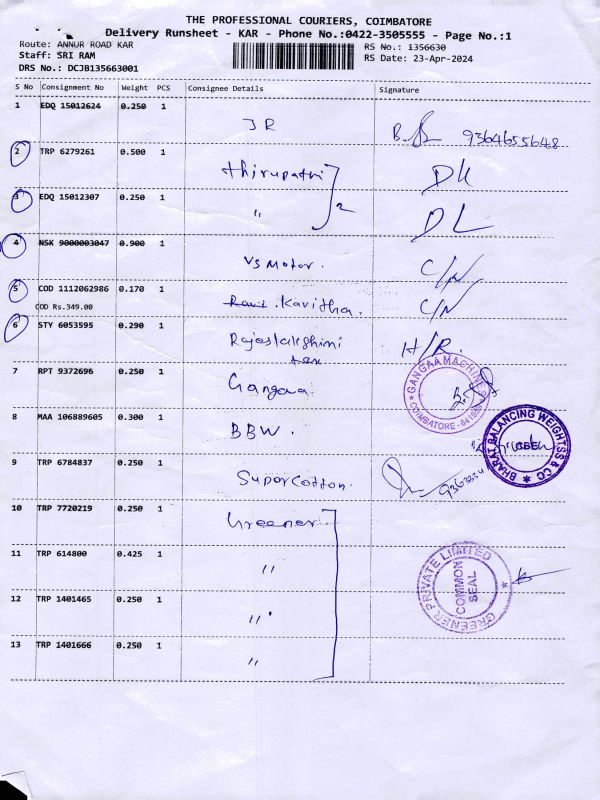 THE PROFESSIONAL COURIERS, COIMBATORE
Delivery Runsheet - KAR - Phone No.:0422-3505555 - Page No.:1
Route: ANNUR ROAD KAR
RS No.: 1356630
Staff: SRI RAM
RS Date: 23-Apr-2024
DRS No.: DCJB135663001
S No Consignment No Weight PCS Consignee Details Signature
1 EDQ 15012624 0.250 1 JR 9364655648
2 TRP 6279261 0.500 1 thirupathi DL
3 EDQ 15012307 0.250 1 " 2 DL
4 NSK 9000003047 0.900 1 VS Motor. C/N
5 COD 1112062986 0.170 1 Ravi. Kavitha. C/N
COD Rs.349.00
6 STY 6053595 0.290 1 Rajeslakshimi H/R.
7 RPT 9372696 0.250 1 Gangaa GANGAA MACHINES COIMBATORE
8 MAA 106889605 0.300 1 BBW. BHARAT BALANCING WEIGHTSS & CO CBE
9 TRP 6784837 0.250 1 Supercotton.
10 TRP 7720219 0.250 1 Greener
11 TRP 614800 0.425 1 " GREENER PRIVATE LIMITED COMMON SEAL
12 TRP 1401465 0.250 1 "
13 TRP 1401666 0.250 1 "